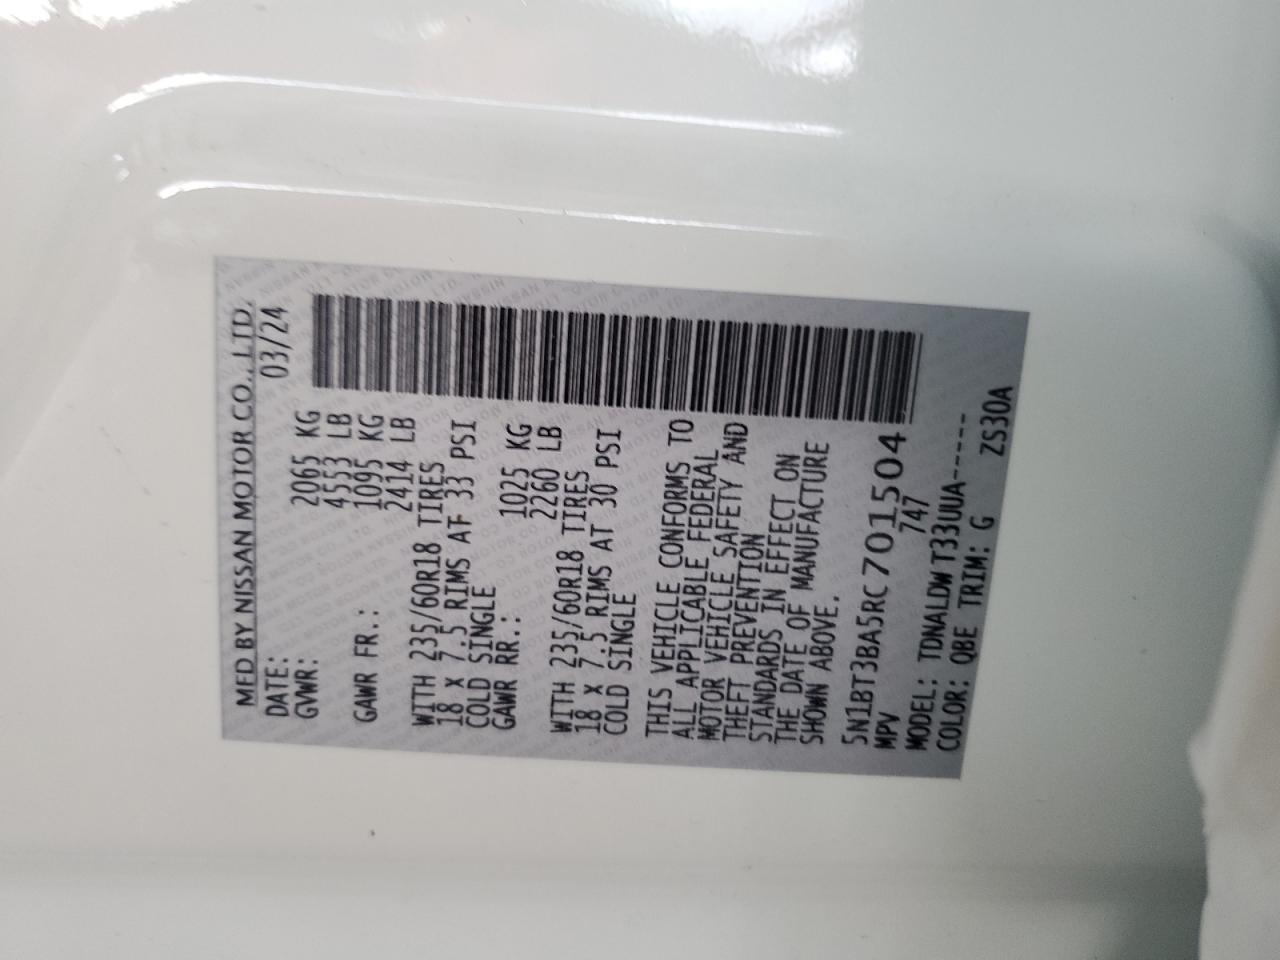 MFD BY NISSAN MOTOR CO., LTD.
DATE: 03/24
GVWR: 2065 KG
4553 LB
GAWR FR.: 1095 KG
2414 LB
WITH 235/60R18 TIRES
18 X 7.5 RIMS AT 33 PSI
COLD SINGLE
GAWR RR.: 1025 KG
2260 LB
WITH 235/60R18 TIRES
18 X 7.5 RIMS AT 30 PSI
COLD SINGLE
THIS VEHICLE CONFORMS TO
ALL APPLICABLE FEDERAL
MOTOR VEHICLE SAFETY AND
THEFT PREVENTION
STANDARDS IN EFFECT ON
THE DATE OF MANUFACTURE
SHOWN ABOVE.
5N1BT3BA5RC701504
MPV 747
MODEL: TDNALDW T33UUA-----
COLOR: QBE TRIM: G ZS30A